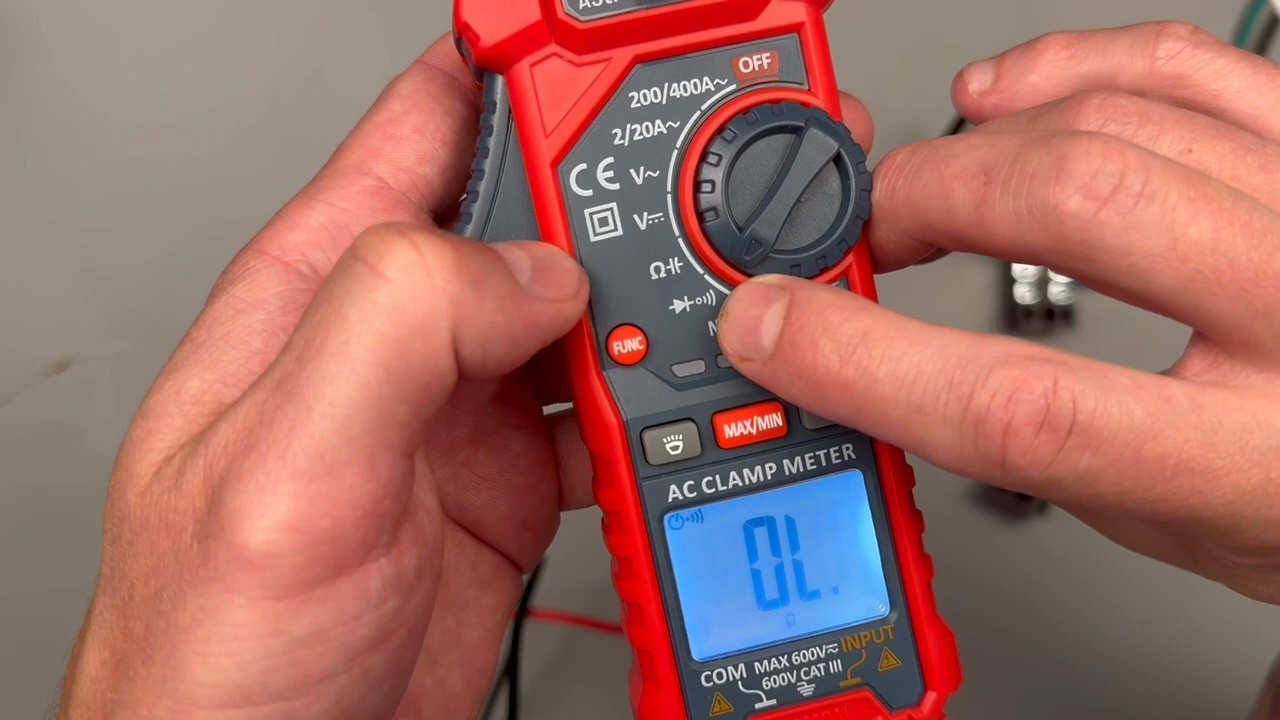 OFF
200/400A~
2/20A~
CE V~
V⎓
Ω
FUNC
MAX/MIN
AC CLAMP METER
0L.
Ω
INPUT
COM MAX 600V≂
600V CAT III